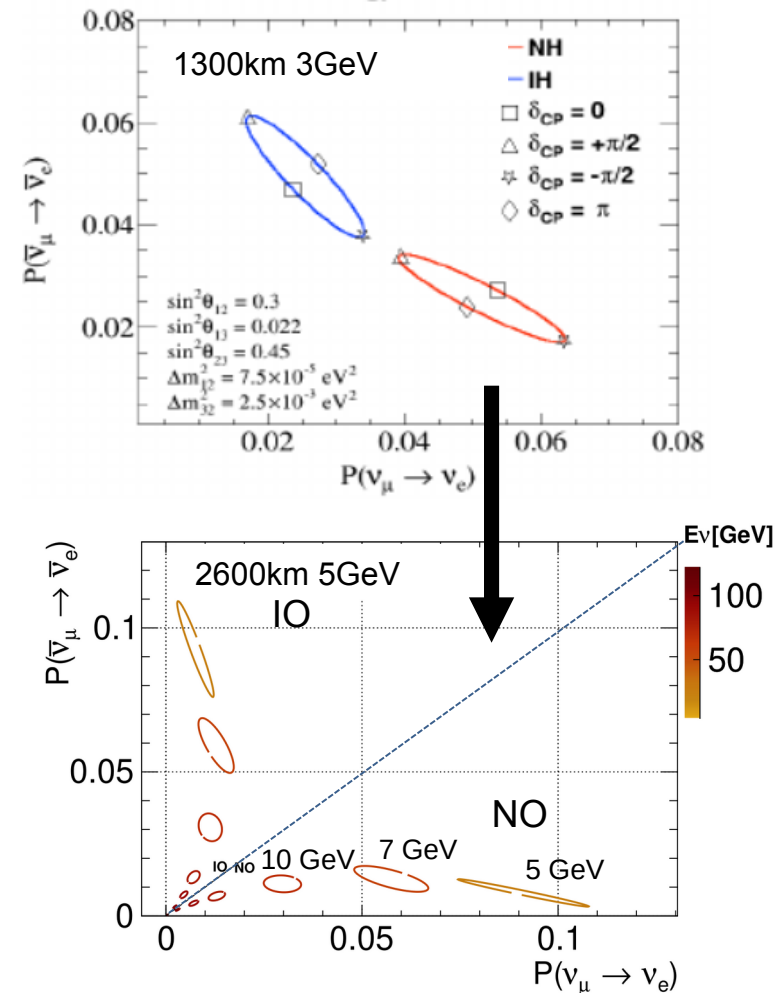 0.08
1300km 3GeV
NH
IH
δCP = 0
δCP = +π/2
δCP = -π/2
δCP = π
0.06
0.04
0.02
P(ν̄μ → ν̄e)
sin²θ12 = 0.3
sin²θ13 = 0.022
sin²θ23 = 0.45
Δm²12 = 7.5×10⁻⁵ eV²
Δm²32 = 2.5×10⁻³ eV²
0.02 0.04 0.06 0.08
P(νμ → νe)
Eν[GeV]
2600km 5GeV
IO
100
50
P(ν̄μ → ν̄e)
0.1
0.05
NO
IO NO 10 GeV 7 GeV 5 GeV
0
0 0.05 0.1
P(νμ → νe)